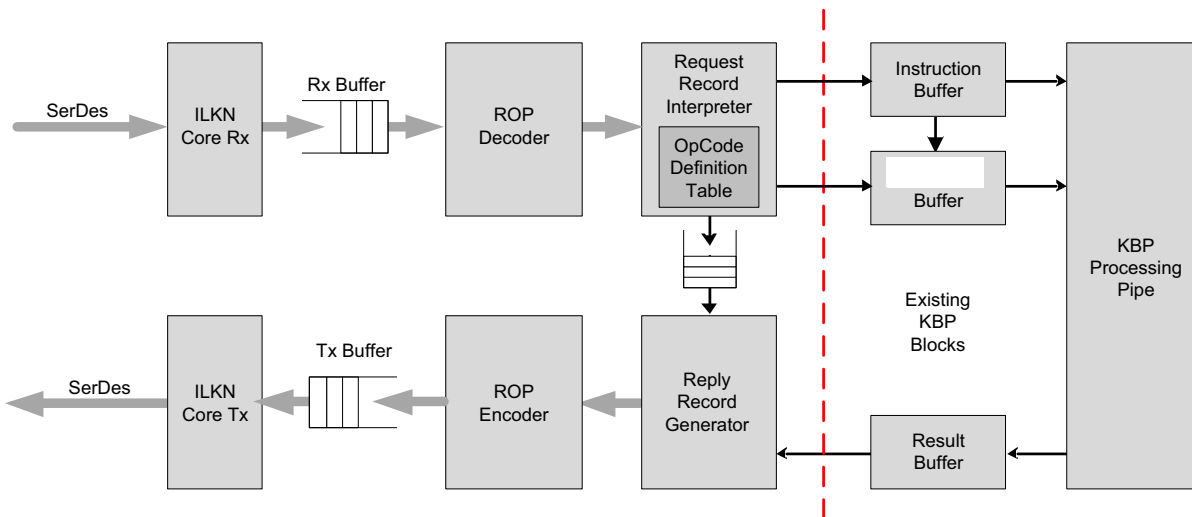 SerDes
ILKN
Core Rx
Rx Buffer
ROP
Decoder
Request
Record
Interpreter
OpCode
Definition
Table
Instruction
Buffer
Buffer
KBP
Processing
Pipe
Existing
KBP
Blocks
SerDes
ILKN
Core Tx
Tx Buffer
ROP
Encoder
Reply
Record
Generator
Result
Buffer